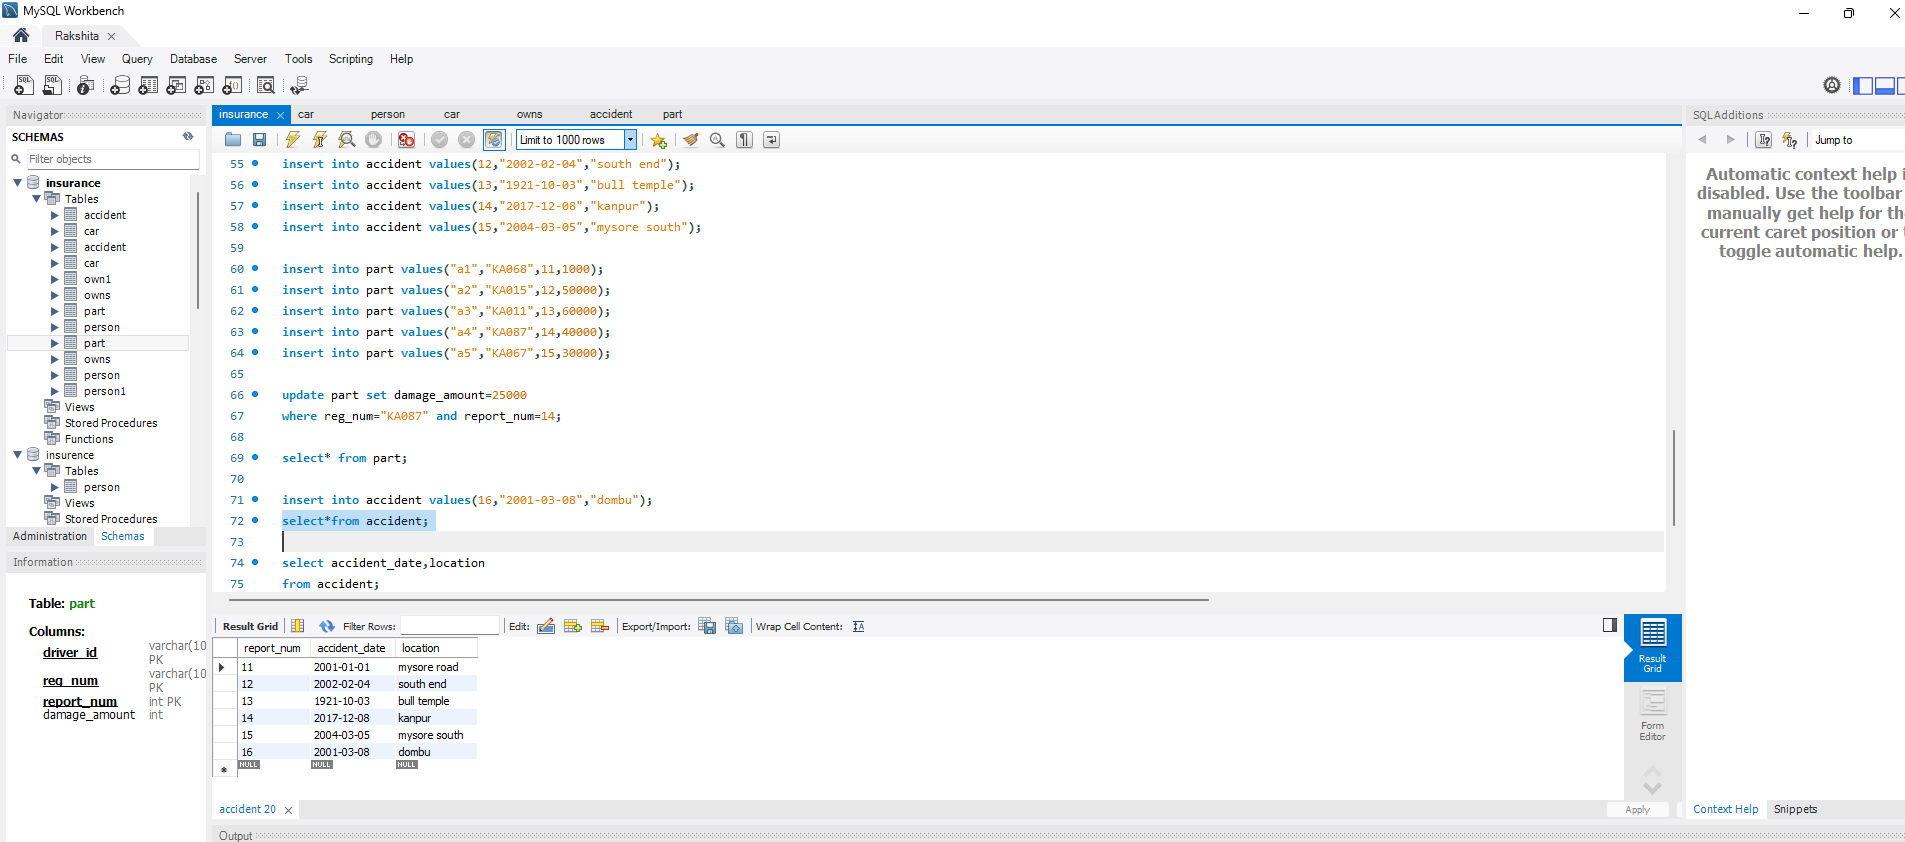 MySQL Workbench
Rakshita
File Edit View Query Database Server Tools Scripting Help
Navigator
SCHEMAS
Filter objects
insurance
Tables
accident
car
accident
car
own1
owns
part
person
part
owns
person
person1
Views
Stored Procedures
Functions
insurence
Tables
person
Views
Stored Procedures
Administration Schemas
Information
Table: part
Columns:
driver_id varchar(10
PK
reg_num varchar(10
PK
report_num int PK
damage_amount int
insurance car person car owns accident part
Limit to 1000 rows
55 insert into accident values(12,"2002-02-04","south end");
56 insert into accident values(13,"1921-10-03","bull temple");
57 insert into accident values(14,"2017-12-08","kanpur");
58 insert into accident values(15,"2004-03-05","mysore south");
59
60 insert into part values("a1","KA068",11,1000);
61 insert into part values("a2","KA015",12,50000);
62 insert into part values("a3","KA011",13,60000);
63 insert into part values("a4","KA087",14,40000);
64 insert into part values("a5","KA067",15,30000);
65
66 update part set damage_amount=25000
67 where reg_num="KA087" and report_num=14;
68
69 select* from part;
70
71 insert into accident values(16,"2001-03-08","dombu");
72 select*from accident;
73
74 select accident_date,location
75 from accident;
Result Grid Filter Rows: Edit: Export/Import: Wrap Cell Content:
report_num accident_date location
11 2001-01-01 mysore road
12 2002-02-04 south end
13 1921-10-03 bull temple
14 2017-12-08 kanpur
15 2004-03-05 mysore south
16 2001-03-08 dombu
NULL NULL NULL
Result
Grid
Form
Editor
accident 20
Apply
Output
SQLAdditions
Jump to
Automatic context help i
disabled. Use the toolbar
manually get help for th
current caret position or t
toggle automatic help.
Context Help Snippets